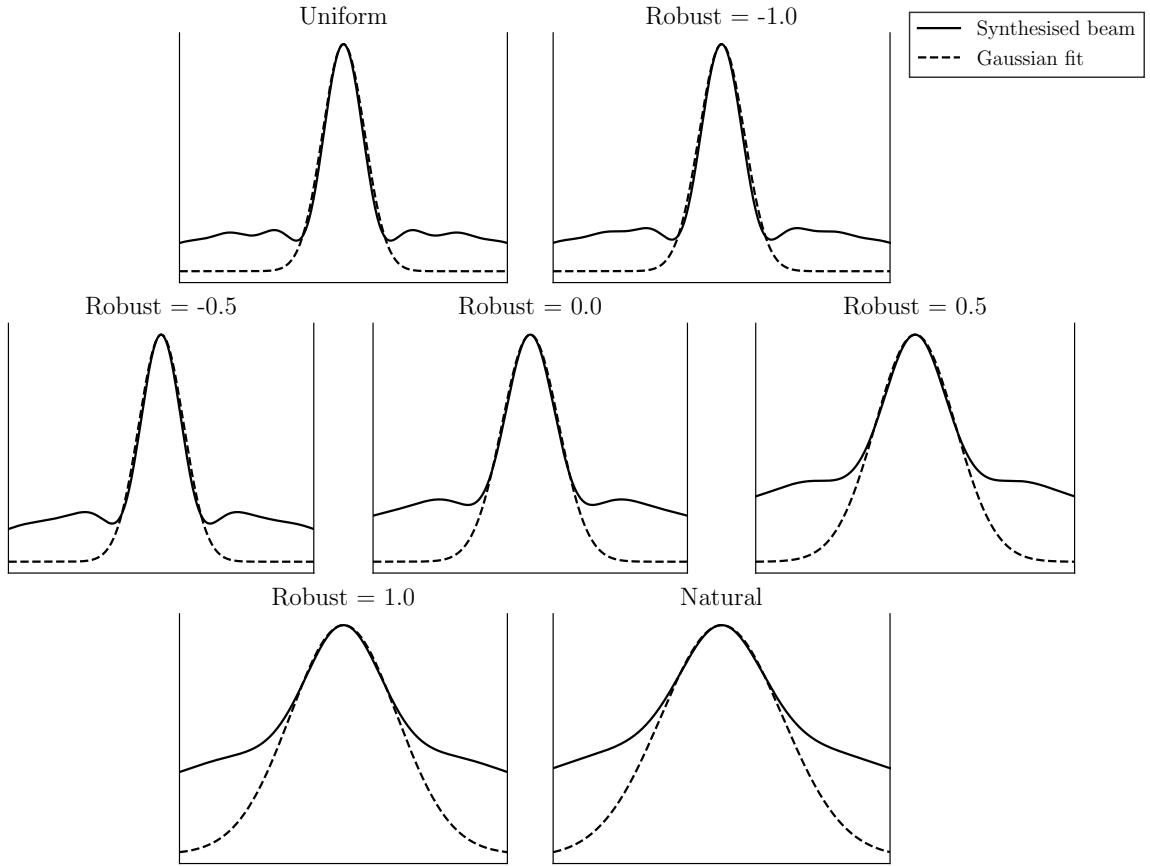 Uniform
Robust = -1.0
Synthesised beam
Gaussian fit
Robust = -0.5
Robust = 0.0
Robust = 0.5
Robust = 1.0
Natural